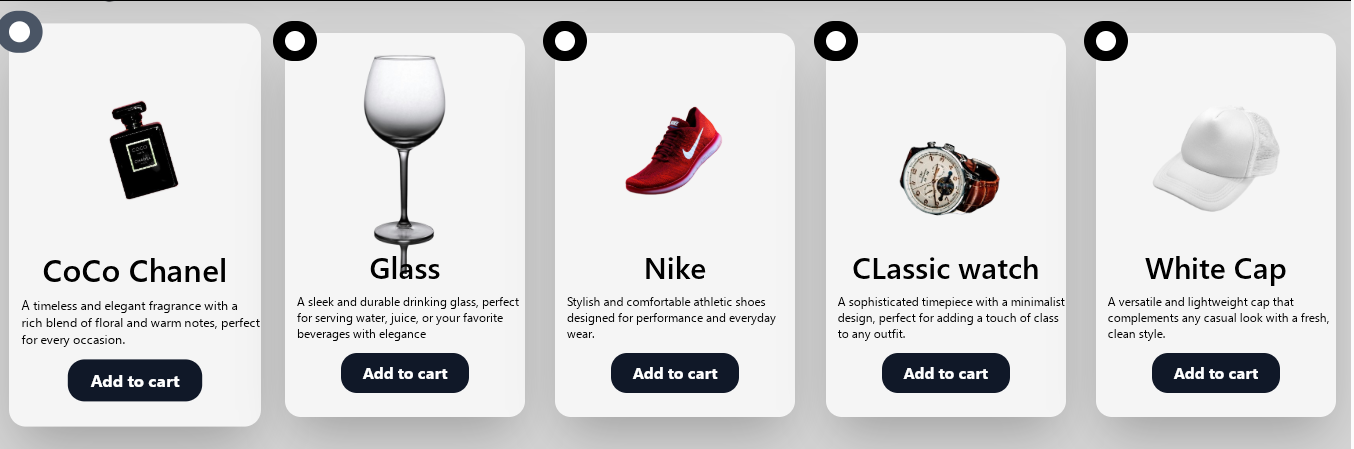 CoCo Chanel
A timeless and elegant fragrance with a
rich blend of floral and warm notes, perfect
for every occasion.
Add to cart
Glass
A sleek and durable drinking glass, perfect
for serving water, juice, or your favorite
beverages with elegance
Add to cart
Nike
Stylish and comfortable athletic shoes
designed for performance and everyday
wear.
Add to cart
CLassic watch
A sophisticated timepiece with a minimalist
design, perfect for adding a touch of class
to any outfit.
Add to cart
White Cap
A versatile and lightweight cap that
complements any casual look with a fresh,
clean style.
Add to cart